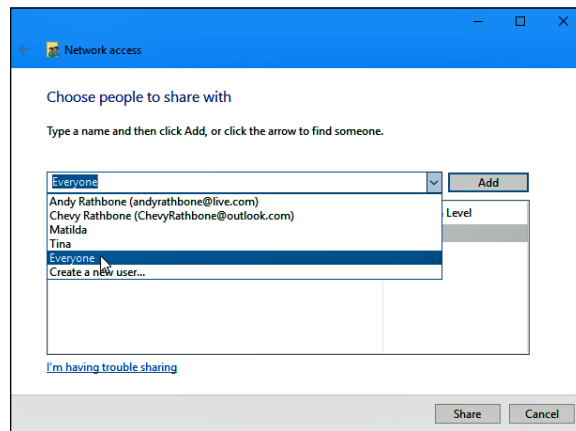 Network access
Choose people to share with
Type a name and then click Add, or click the arrow to find someone.
Everyone
Add
Andy Rathbone (andyrathbone@live.com)
Chevy Rathbone (ChevyRathbone@outlook.com)
Level
Matilda
Tina
Everyone
Create a new user...
I'm having trouble sharing
Share
Cancel